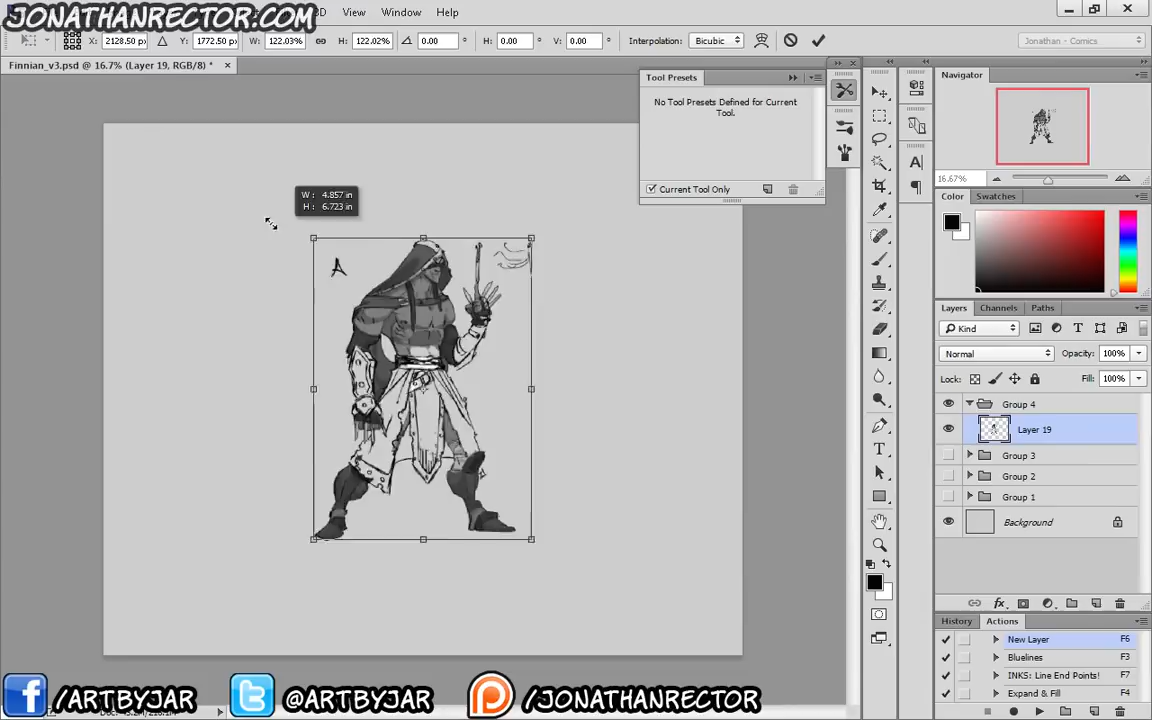 JONATHANRECTOR.COM
3D View Window Help
X: 2128.50 px Y: 1772.50 px W: 122.03% H: 122.02% 0.00 ° H: 0.00 ° V: 0.00 ° Interpolation: Bicubic Jonathan - Comics
Finnian_v3.psd @ 16.7% (Layer 19, RGB/8) * ×
Tool Presets
No Tool Presets Defined for Current
Tool.
Current Tool Only
Navigator
16.67%
Color Swatches
W : 4.857 in
H : 6.723 in
A
Layers Channels Paths
Kind
Normal Opacity: 100%
Lock: Fill: 100%
Group 4
Layer 19
Group 3
Group 2
Group 1
Background
fx
History Actions
New Layer F6
Bluelines F3
INKS: Line End Points! F7
Expand & Fill F4
/ARTBYJAR @ARTBYJAR /JONATHANRECTOR